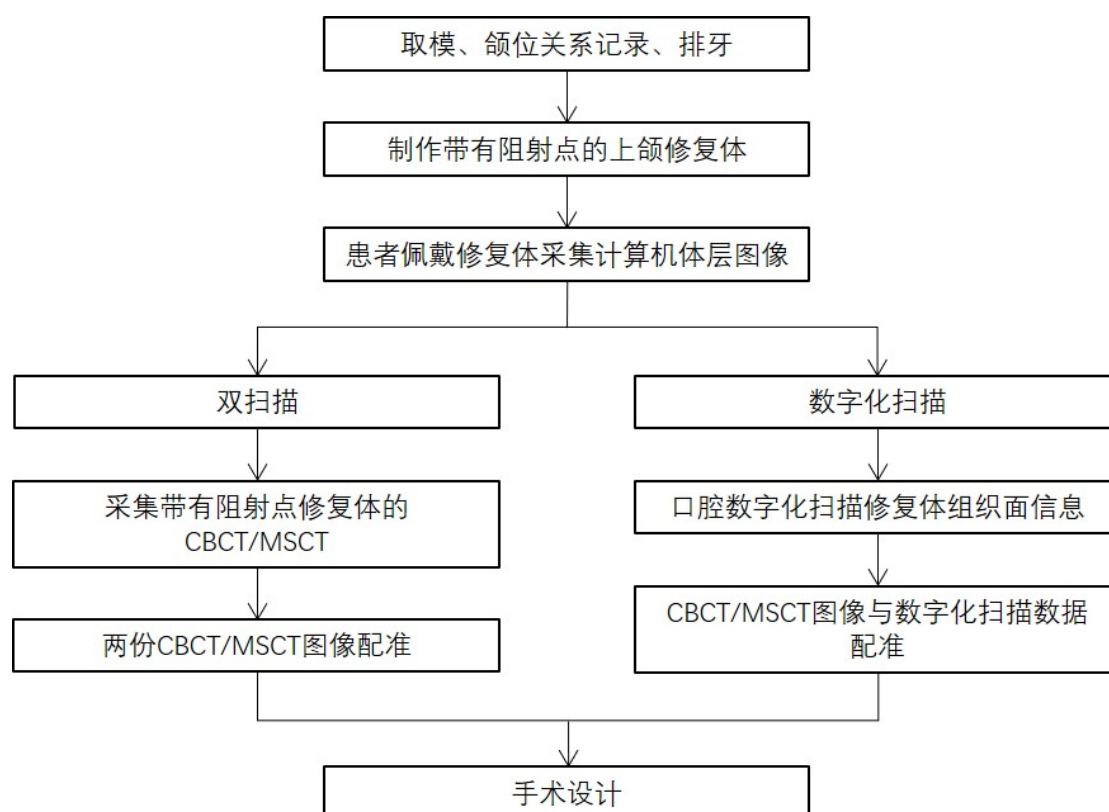 取模、颌位关系记录、排牙
制作带有阻射点的上颌修复体
患者佩戴修复体采集计算机体层图像
双扫描
数字化扫描
采集带有阻射点修复体的
CBCT/MSCT
口腔数字化扫描修复体组织面信息
两份CBCT/MSCT图像配准
CBCT/MSCT图像与数字化扫描数据
配准
手术设计